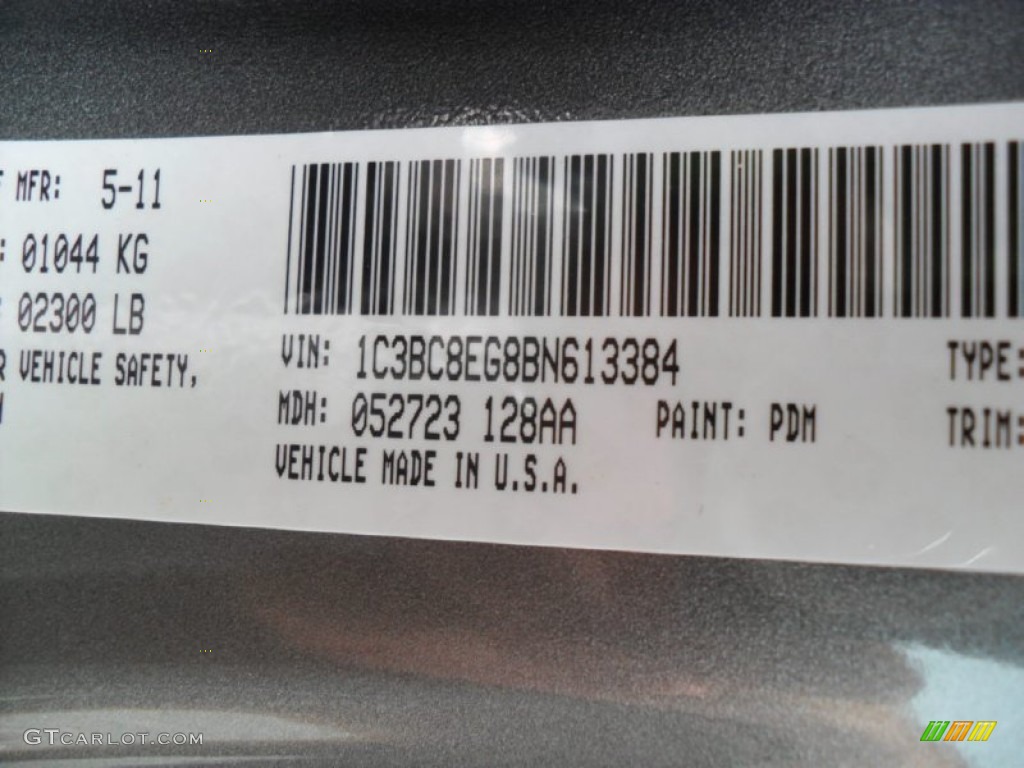 MFR: 5-11
01044 KG
02300 LB
VEHICLE SAFETY,
VIN: 1C3BC8EG8BN613384
TYPE:
MDH: 052723 128AA
PAINT: PDM
TRIM:
VEHICLE MADE IN U.S.A.
GTCARLOT.COM